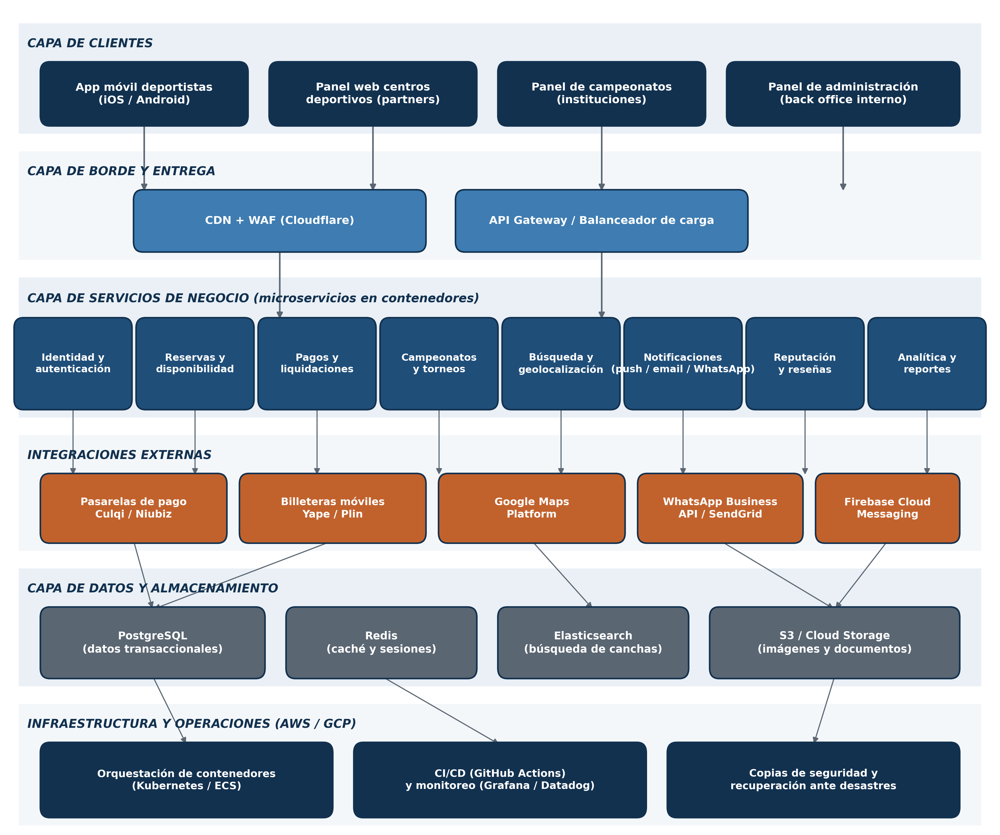 CAPA DE CLIENTES
App móvil deportistas
(iOS / Android)
Panel web centros
deportivos (partners)
Panel de campeonatos
(instituciones)
Panel de administración
(back office interno)
CAPA DE BORDE Y ENTREGA
CDN + WAF (Cloudflare)
API Gateway / Balanceador de carga
CAPA DE SERVICIOS DE NEGOCIO (microservicios en contenedores)
Identidad y
autenticación
Reservas y
disponibilidad
Pagos y
liquidaciones
Campeonatos
y torneos
Búsqueda y
geolocalización
Notificaciones
(push / email / WhatsApp)
Reputación
y reseñas
Analítica y
reportes
INTEGRACIONES EXTERNAS
Pasarelas de pago
Culqi / Niubiz
Billeteras móviles
Yape / Plin
Google Maps
Platform
WhatsApp Business
API / SendGrid
Firebase Cloud
Messaging
CAPA DE DATOS Y ALMACENAMIENTO
PostgreSQL
(datos transaccionales)
Redis
(caché y sesiones)
Elasticsearch
(búsqueda de canchas)
S3 / Cloud Storage
(imágenes y documentos)
INFRAESTRUCTURA Y OPERACIONES (AWS / GCP)
Orquestación de contenedores
(Kubernetes / ECS)
CI/CD (GitHub Actions)
y monitoreo (Grafana / Datadog)
Copias de seguridad y
recuperación ante desastres